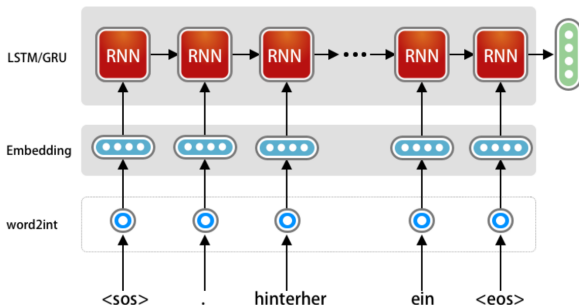 LSTM/GRU RNN RNN RNN RNN RNN
Embedding
word2int
<sos> . hinterher ein <eos>